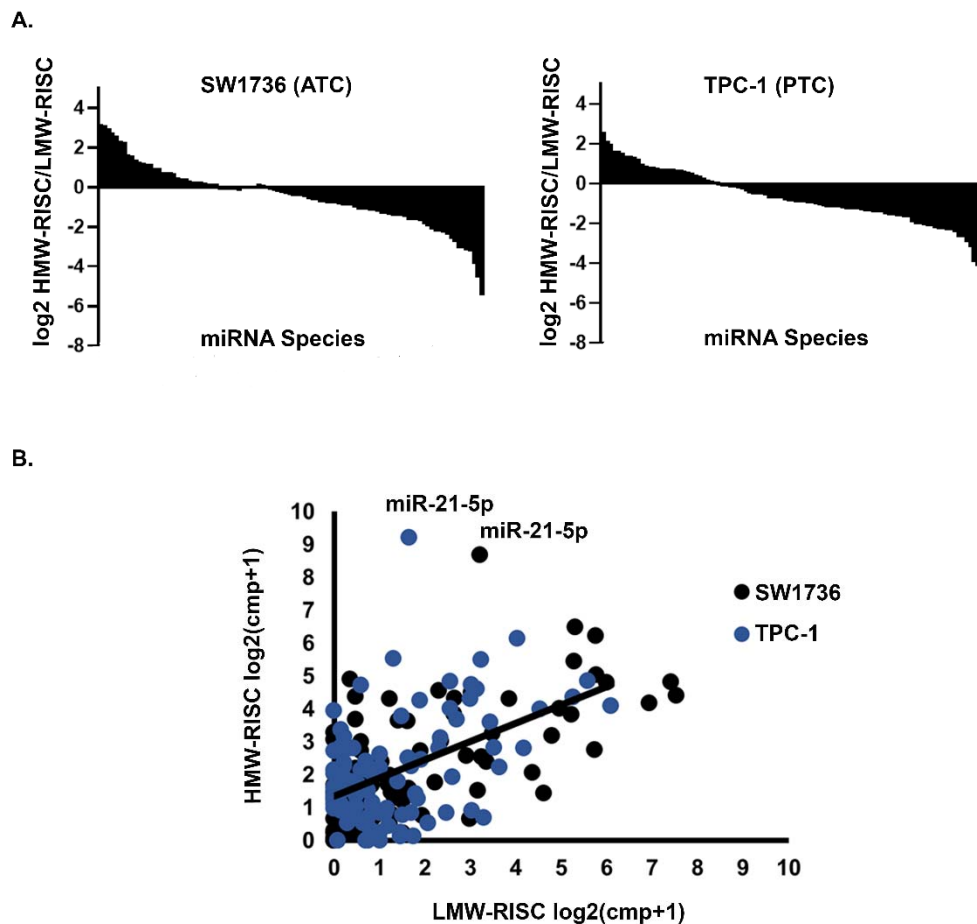 A.
SW1736 (ATC)
log2 HMW-RISC/LMW-RISC
4
2
0
-2
-4
-6
-8
miRNA Species
TPC-1 (PTC)
log2 HMW-RISC/LMW-RISC
4
2
0
-2
-4
-6
-8
miRNA Species
B.
miR-21-5p
miR-21-5p
HMW-RISC log2(cmp+1)
10
9
8
7
6
5
4
3
2
1
0
SW1736
TPC-1
0 1 2 3 4 5 6 7 8 9 10
LMW-RISC log2(cmp+1)